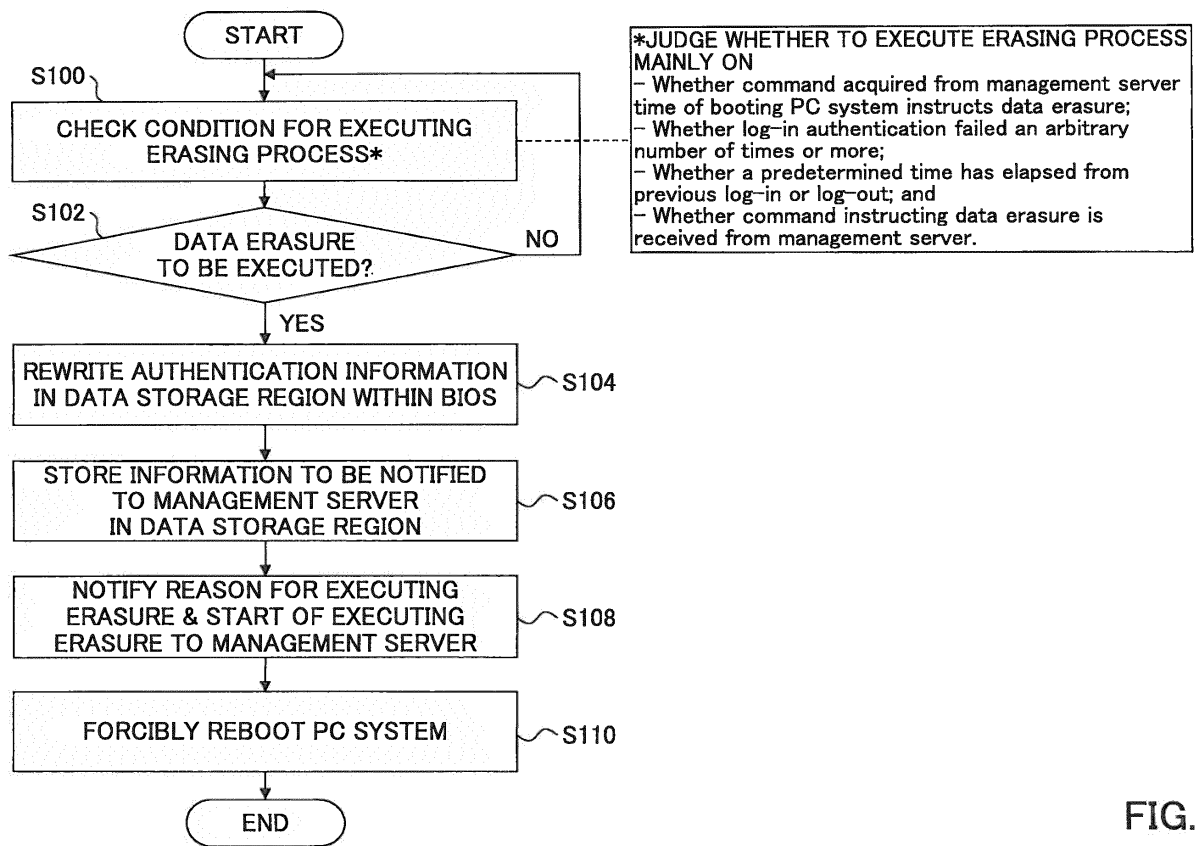 START
S100
CHECK CONDITION FOR EXECUTING
ERASING PROCESS*
S102
DATA ERASURE
TO BE EXECUTED?
NO
YES
REWRITE AUTHENTICATION INFORMATION
IN DATA STORAGE REGION WITHIN BIOS
S104
STORE INFORMATION TO BE NOTIFIED
TO MANAGEMENT SERVER
IN DATA STORAGE REGION
S106
NOTIFY REASON FOR EXECUTING
ERASURE & START OF EXECUTING
ERASURE TO MANAGEMENT SERVER
S108
FORCIBLY REBOOT PC SYSTEM
S110
END
*JUDGE WHETHER TO EXECUTE ERASING PROCESS
MAINLY ON
- Whether command acquired from management server
time of booting PC system instructs data erasure;
- Whether log-in authentication failed an arbitrary
number of times or more;
- Whether a predetermined time has elapsed from
previous log-in or log-out; and
- Whether command instructing data erasure is
received from management server.
FIG.